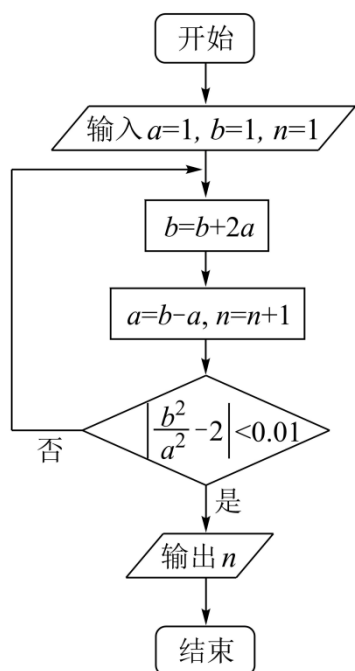 开始
输入a=1, b=1, n=1
b=b+2a
a=b-a, n=n+1
|b²/a² -2|<0.01
否
是
输出n
结束